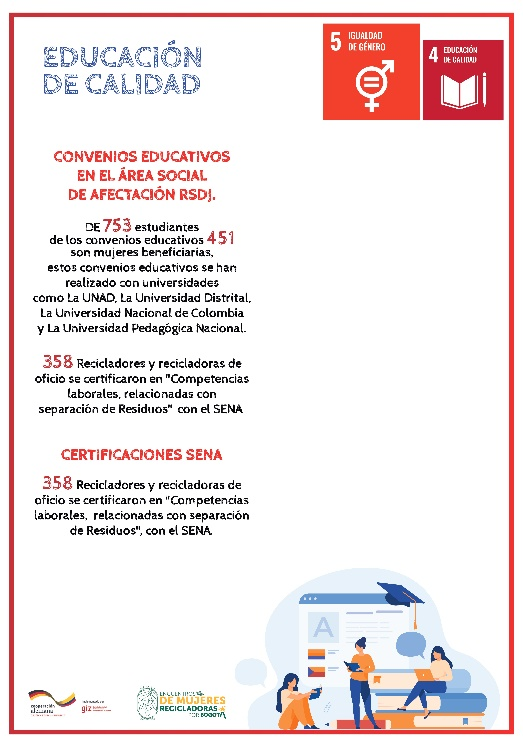 EDUCACIÓN
DE CALIDAD
5 IGUALDAD
DE GÉNERO
4 EDUCACIÓN
DE CALIDAD
CONVENIOS EDUCATIVOS
EN EL ÁREA SOCIAL
DE AFECTACIÓN RSDJ.
DE 753 estudiantes
de los convenios educativos 451
son mujeres beneficiarias,
estos convenios educativos se han
realizado con universidades
como La UNAD, La Universidad Distrital,
La Universidad Nacional de Colombia
y La Universidad Pedagógica Nacional.
358 Recicladores y recicladoras de
oficio se certificaron en "Competencias
laborales, relacionadas con
separación de Residuos" con el SENA
CERTIFICACIONES SENA
358 Recicladores y recicladoras de
oficio se certificaron en "Competencias
laborales, relacionadas con separación
de Residuos", con el SENA.
A
cooperación
alemana
giz
ENCUENTROS
DE MUJERES
RECICLADORAS
POR BOGOTÁ